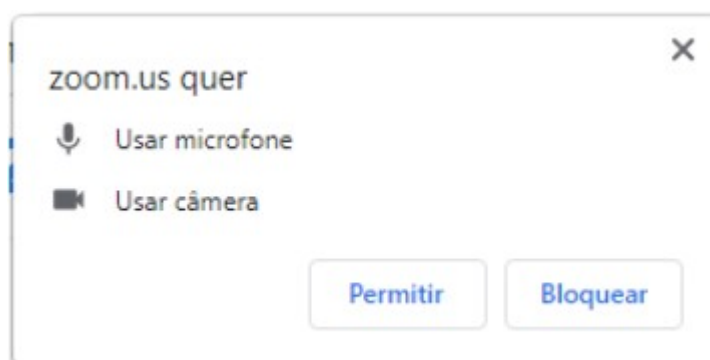 zoom.us quer
Usar microfone
Usar câmera
Permitir Bloquear